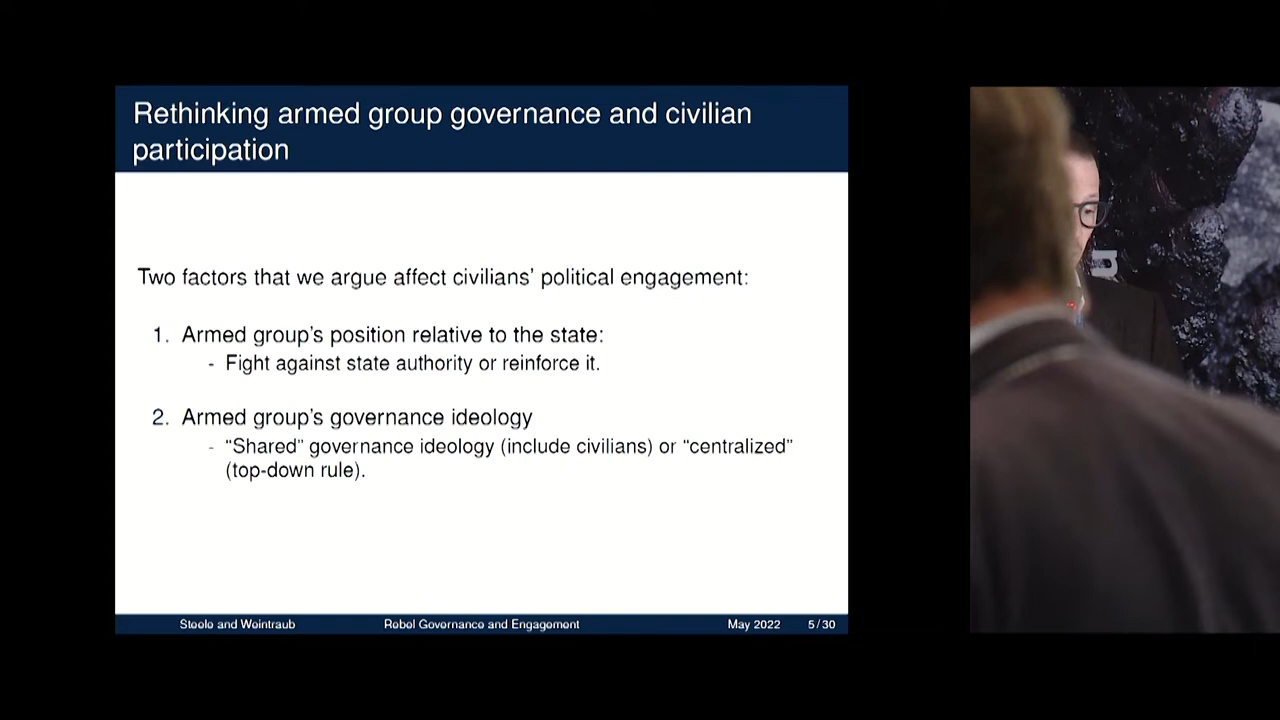 Rethinking armed group governance and civilian
participation
Two factors that we argue affect civilians’ political engagement:
1. Armed group’s position relative to the state:
- Fight against state authority or reinforce it.
2. Armed group’s governance ideology
- “Shared” governance ideology (include civilians) or “centralized”
(top-down rule).
Steele and Weintraub Rebel Governance and Engagement May 2022 5 / 30